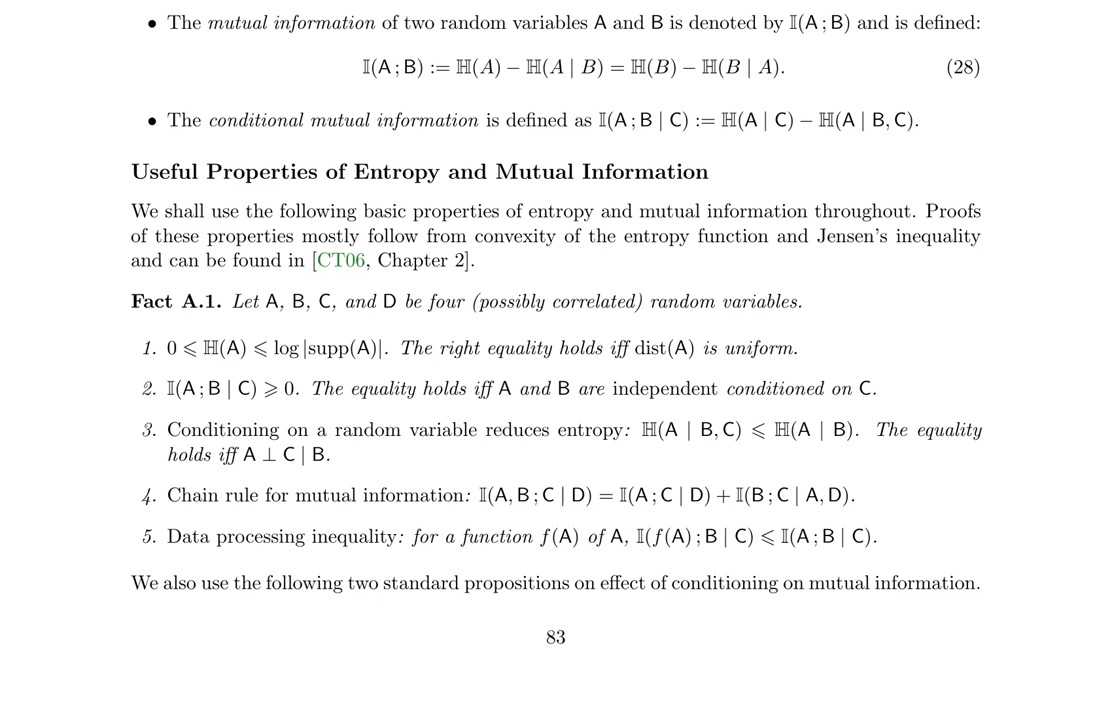 • The mutual information of two random variables A and B is denoted by 𝕀(A ; B) and is defined:
𝕀(A ; B) := ℍ(A) − ℍ(A | B) = ℍ(B) − ℍ(B | A). (28)
• The conditional mutual information is defined as 𝕀(A ; B | C) := ℍ(A | C) − ℍ(A | B, C).
Useful Properties of Entropy and Mutual Information
We shall use the following basic properties of entropy and mutual information throughout. Proofs
of these properties mostly follow from convexity of the entropy function and Jensen's inequality
and can be found in [CT06, Chapter 2].
Fact A.1. Let A, B, C, and D be four (possibly correlated) random variables.
1. 0 ⩽ ℍ(A) ⩽ log |supp(A)|. The right equality holds iff dist(A) is uniform.
2. 𝕀(A ; B | C) ⩾ 0. The equality holds iff A and B are independent conditioned on C.
3. Conditioning on a random variable reduces entropy: ℍ(A | B, C) ⩽ ℍ(A | B). The equality
holds iff A ⊥ C | B.
4. Chain rule for mutual information: 𝕀(A, B ; C | D) = 𝕀(A ; C | D) + 𝕀(B ; C | A, D).
5. Data processing inequality: for a function f(A) of A, 𝕀(f(A) ; B | C) ⩽ 𝕀(A ; B | C).
We also use the following two standard propositions on effect of conditioning on mutual information.
83